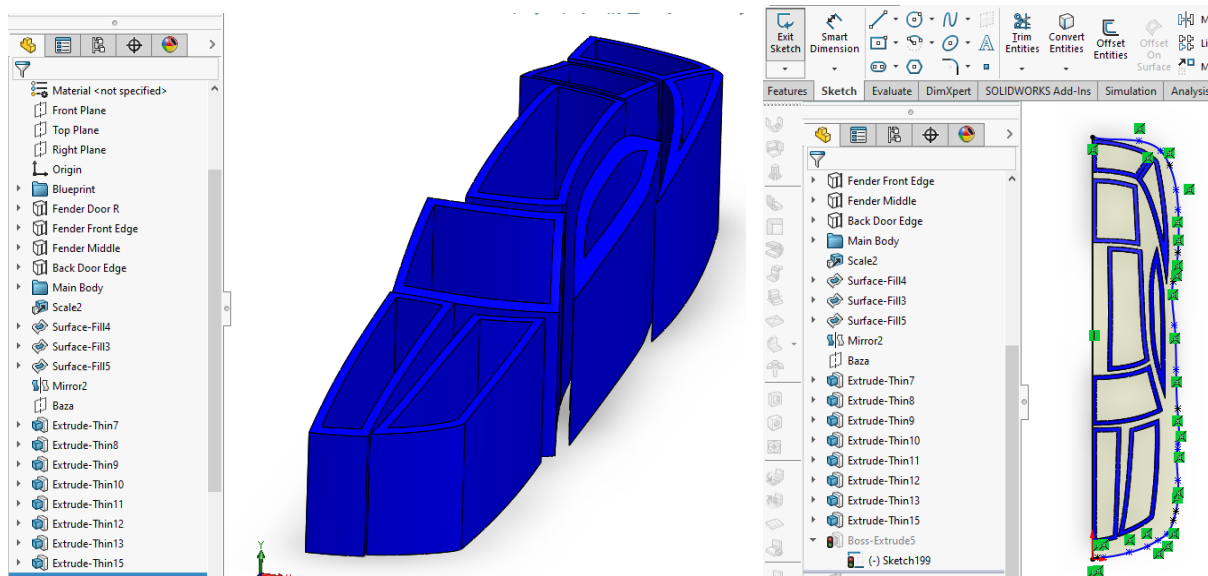 Material <not specified>
Front Plane
Top Plane
Right Plane
Origin
Blueprint
Fender Door R
Fender Front Edge
Fender Middle
Back Door Edge
Main Body
Scale2
Surface-Fill4
Surface-Fill3
Surface-Fill5
Mirror2
Baza
Extrude-Thin7
Extrude-Thin8
Extrude-Thin9
Extrude-Thin10
Extrude-Thin11
Extrude-Thin12
Extrude-Thin13
Extrude-Thin15
Y
Exit Sketch
Smart Dimension
Trim Entities
Convert Entities
Offset Entities
Offset On Surface
M
Li
M
Features Sketch Evaluate DimXpert SOLIDWORKS Add-Ins Simulation Analysis
Fender Front Edge
Fender Middle
Back Door Edge
Main Body
Scale2
Surface-Fill4
Surface-Fill3
Surface-Fill5
Mirror2
Baza
Extrude-Thin7
Extrude-Thin8
Extrude-Thin9
Extrude-Thin10
Extrude-Thin11
Extrude-Thin12
Extrude-Thin13
Extrude-Thin15
Boss-Extrude5
(-) Sketch199